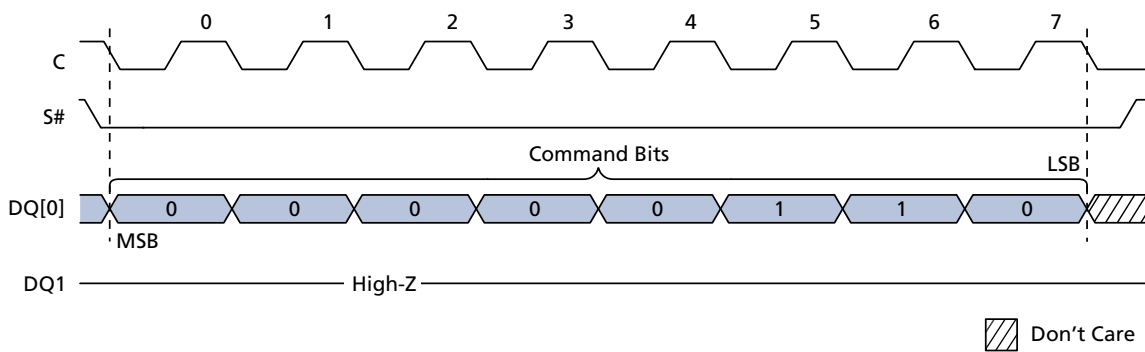 0 1 2 3 4 5 6 7
C
S#
Command Bits
LSB
DQ[0] 0 0 0 0 0 1 1 0
MSB
DQ1 High-Z
Don't Care